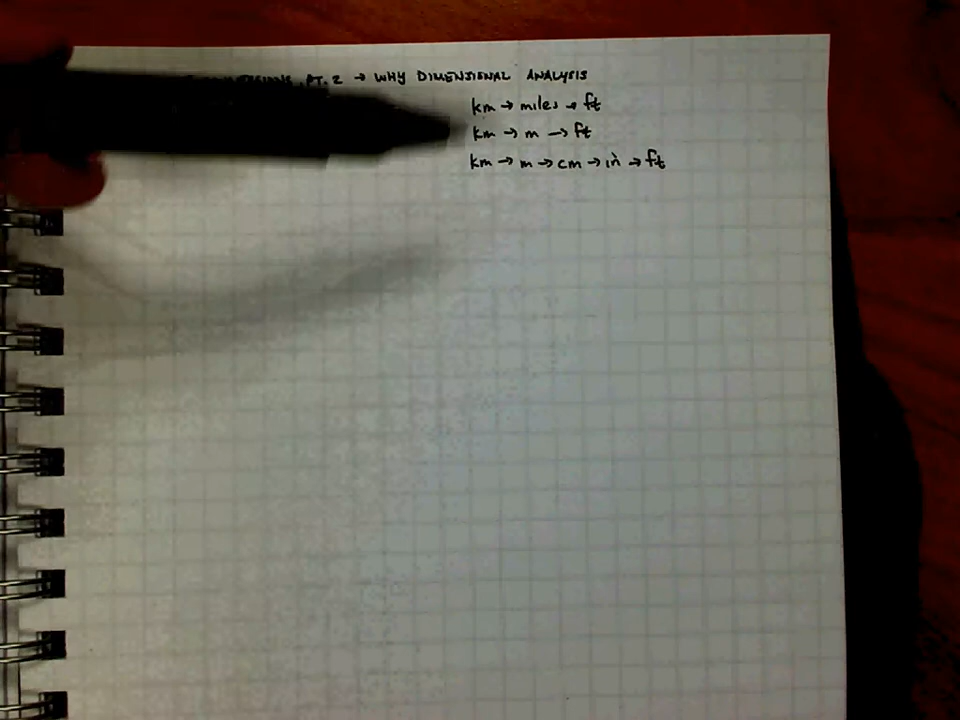 PT. 2 → WHY DIMENSIONAL ANALYSIS
km → miles → ft
km → m → ft
km → m → cm → in → ft